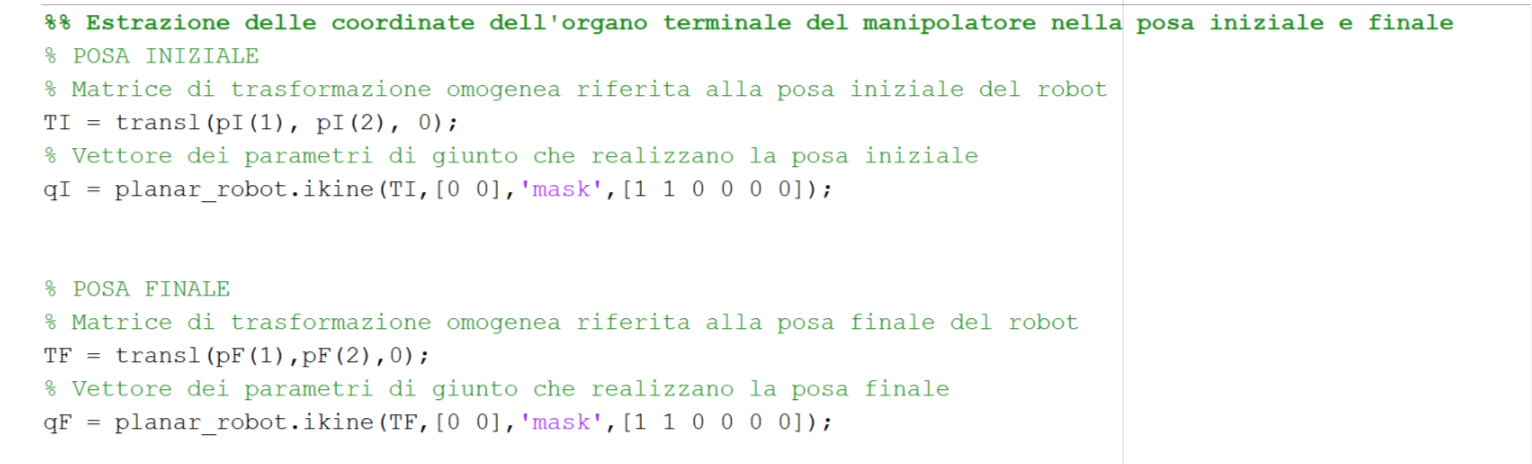 %% Estrazione delle coordinate dell'organo terminale del manipolatore nella posa iniziale e finale
% POSA INIZIALE
% Matrice di trasformazione omogenea riferita alla posa iniziale del robot
TI = transl(pI(1), pI(2), 0);
% Vettore dei parametri di giunto che realizzano la posa iniziale
qI = planar_robot.ikine(TI,[0 0],'mask',[1 1 0 0 0 0]);
% POSA FINALE
% Matrice di trasformazione omogenea riferita alla posa finale del robot
TF = transl(pF(1),pF(2),0);
% Vettore dei parametri di giunto che realizzano la posa finale
qF = planar_robot.ikine(TF,[0 0],'mask',[1 1 0 0 0 0]);